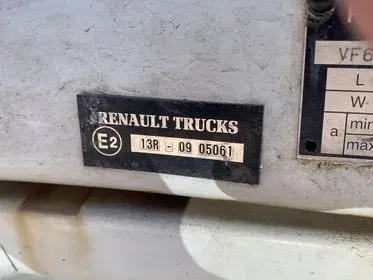 RENAULT TRUCKS
E2
13R - 09 05061
VF6
L
W
a min
max